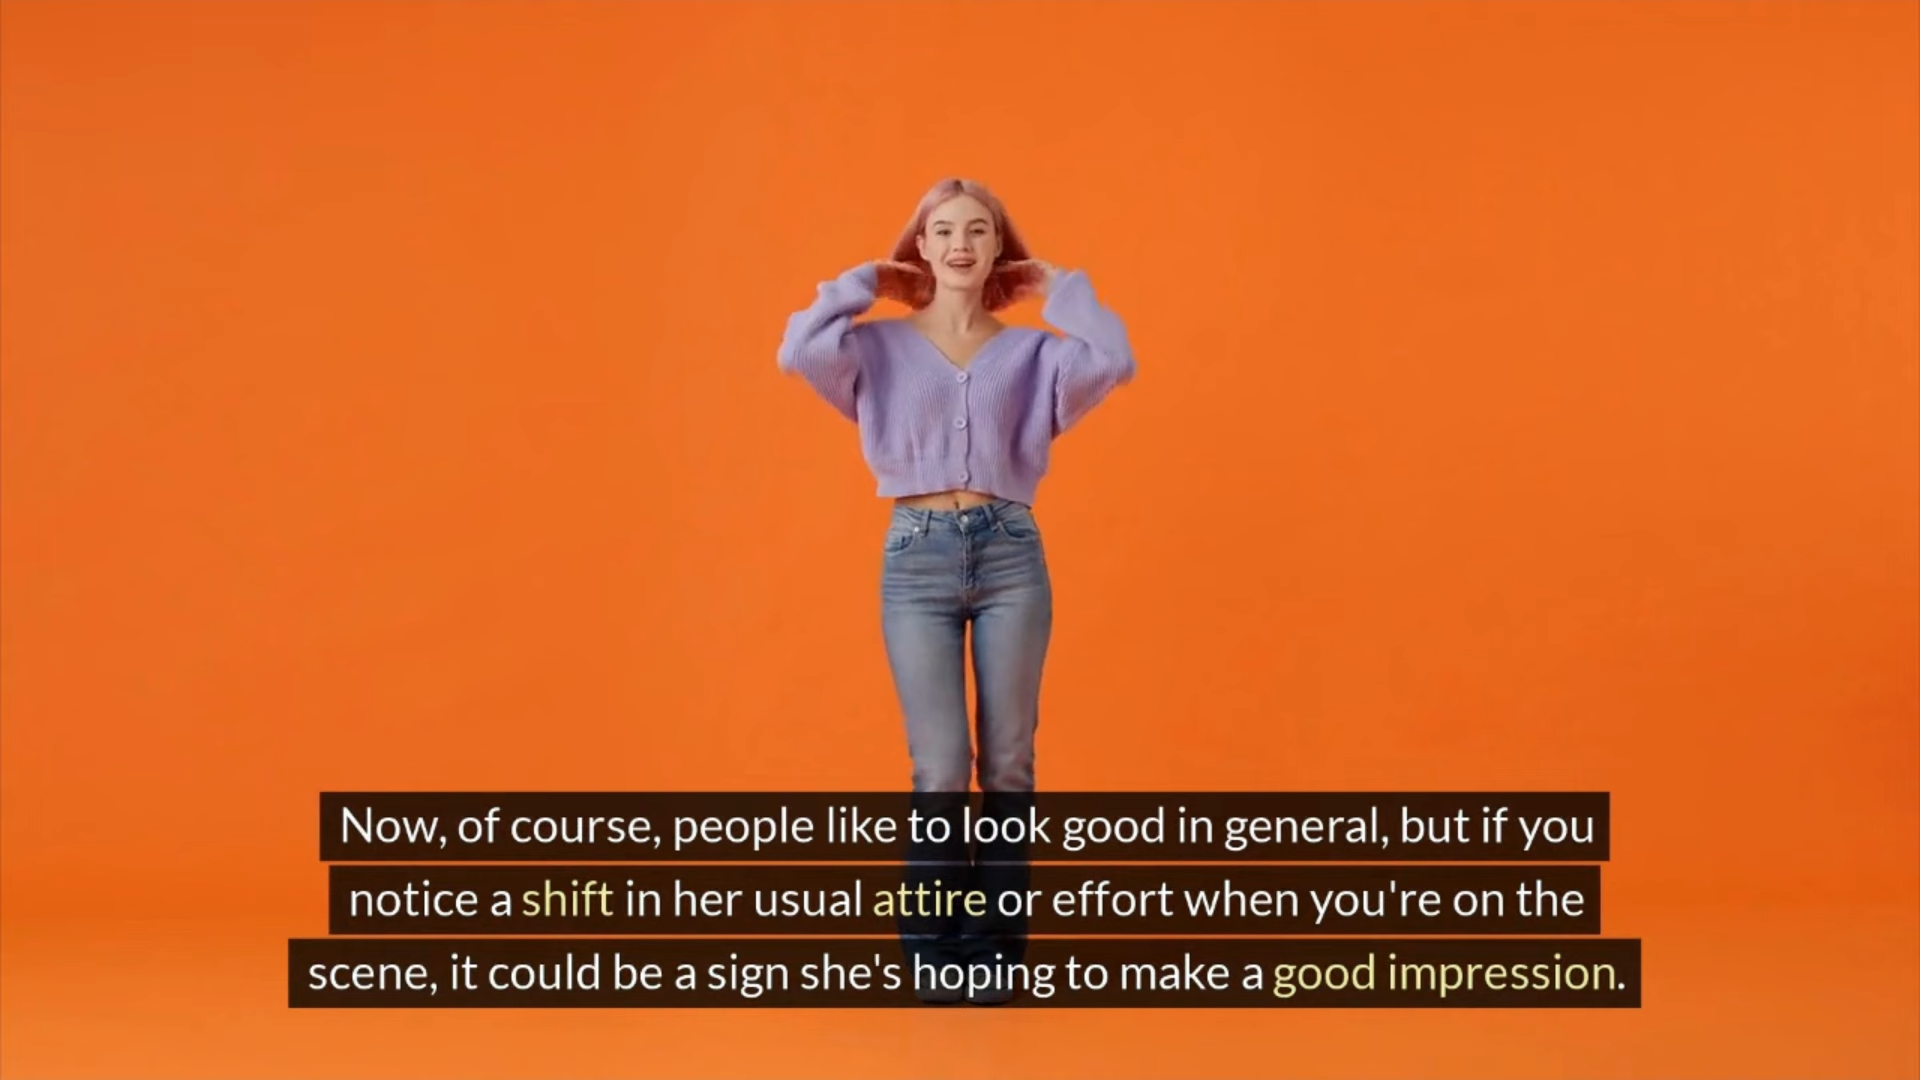 Now, of course, people like to look good in general, but if you
notice a shift in her usual attire or effort when you're on the
scene, it could be a sign she's hoping to make a good impression.